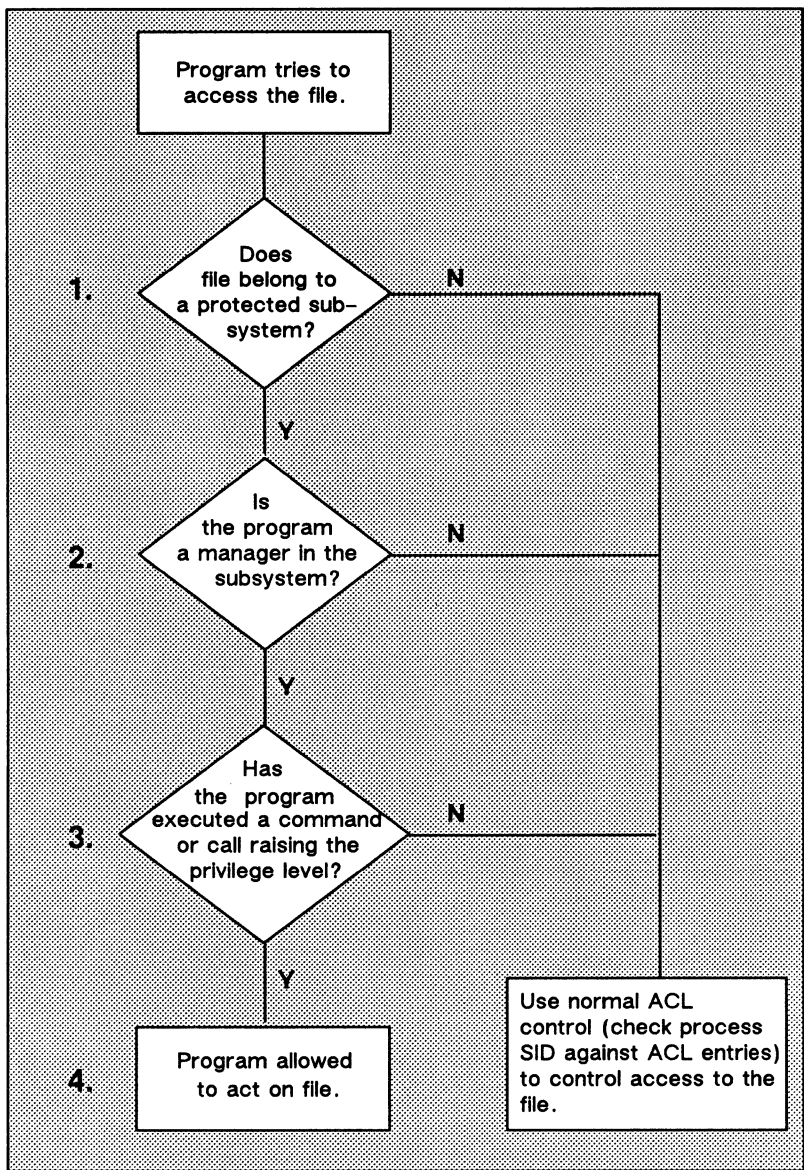 Program tries to
access the file.
1.
Does
file belong to
a protected sub-
system?
N
Y
2.
Is
the program
a manager in the
subsystem?
N
Y
3.
Has
the program
executed a command
or call raising the
privilege level?
N
Y
4.
Program allowed
to act on file.
Use normal ACL
control (check process
SID against ACL entries)
to control access to the
file.